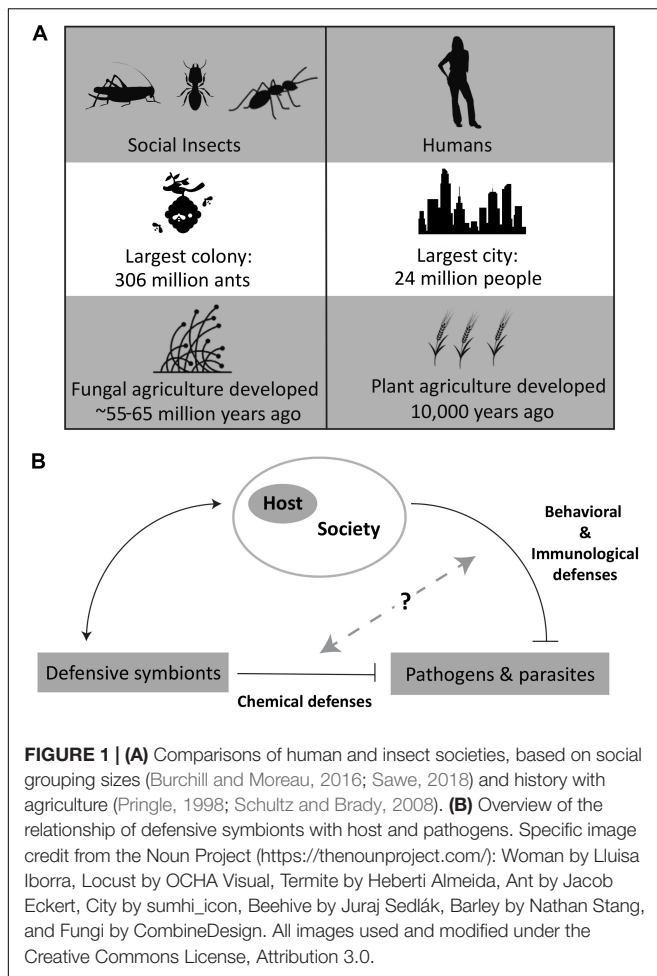 A
Social Insects
Humans
Largest colony:
306 million ants
Largest city:
24 million people
Fungal agriculture developed
~55-65 million years ago
Plant agriculture developed
10,000 years ago
B
Host
Society
Behavioral
&
Immunological
defenses
?
Defensive symbionts
Chemical defenses
Pathogens & parasites
FIGURE 1 | (A) Comparisons of human and insect societies, based on social
grouping sizes (Burchill and Moreau, 2016; Sawe, 2018) and history with
agriculture (Pringle, 1998; Schultz and Brady, 2008). (B) Overview of the
relationship of defensive symbionts with host and pathogens. Specific image
credit from the Noun Project (https://thenounproject.com/): Woman by Lluisa
Iborra, Locust by OCHA Visual, Termite by Heberti Almeida, Ant by Jacob
Eckert, City by sumhi_icon, Beehive by Juraj Sedlák, Barley by Nathan Stang,
and Fungi by CombineDesign. All images used and modified under the
Creative Commons License, Attribution 3.0.